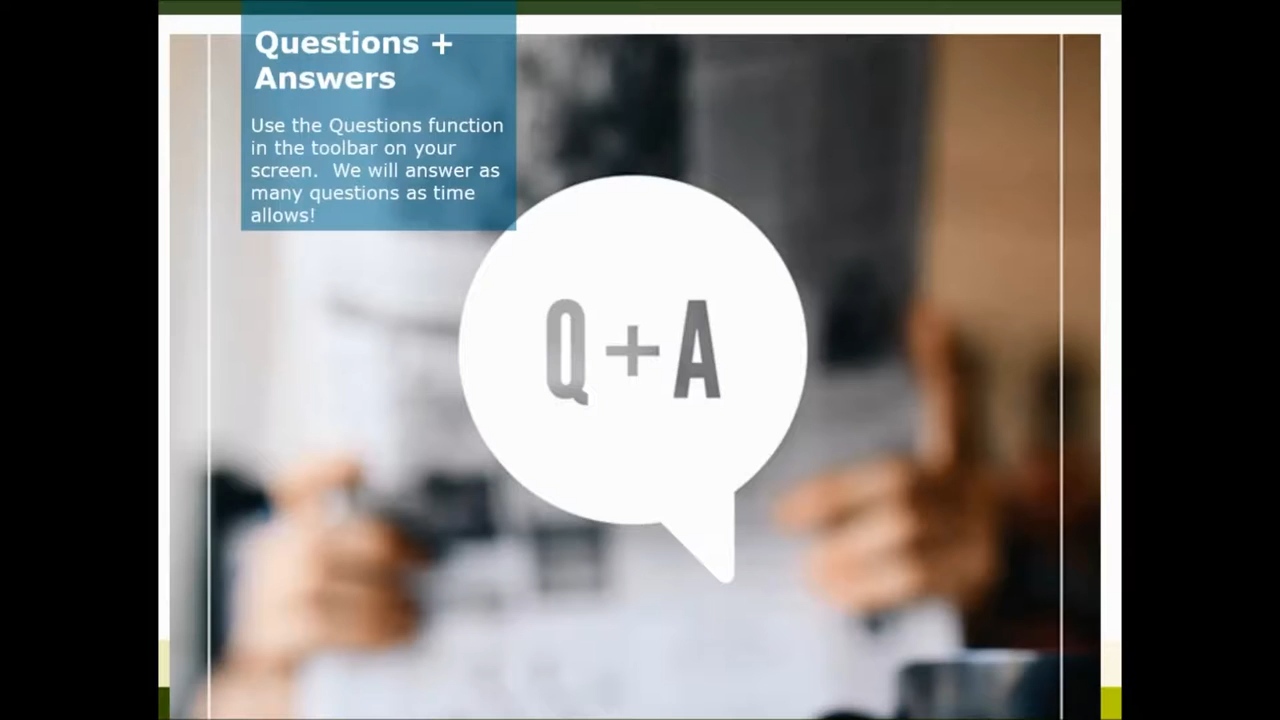 Questions +
Answers
Use the Questions function
in the toolbar on your
screen.  We will answer as
many questions as time
allows!
Q + A